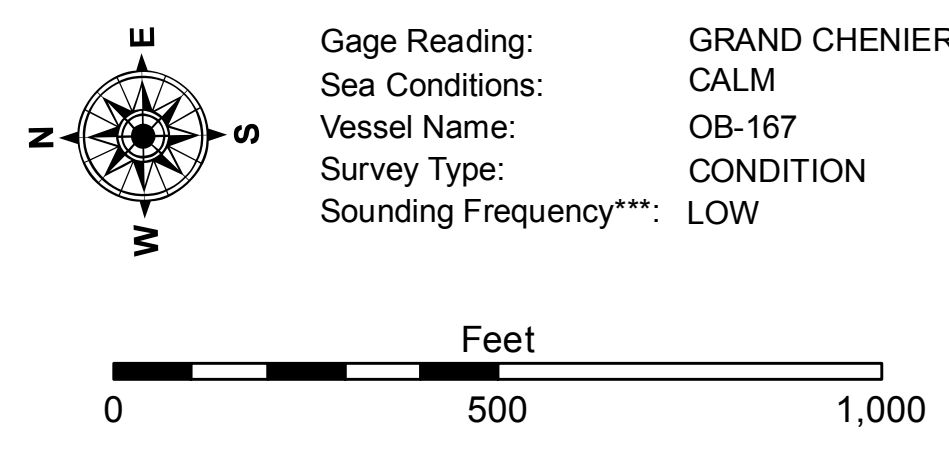 E
N
S
W
Gage Reading: GRAND CHENIER
Sea Conditions: CALM
Vessel Name: OB-167
Survey Type: CONDITION
Sounding Frequency***: LOW
Feet
0 500 1,000